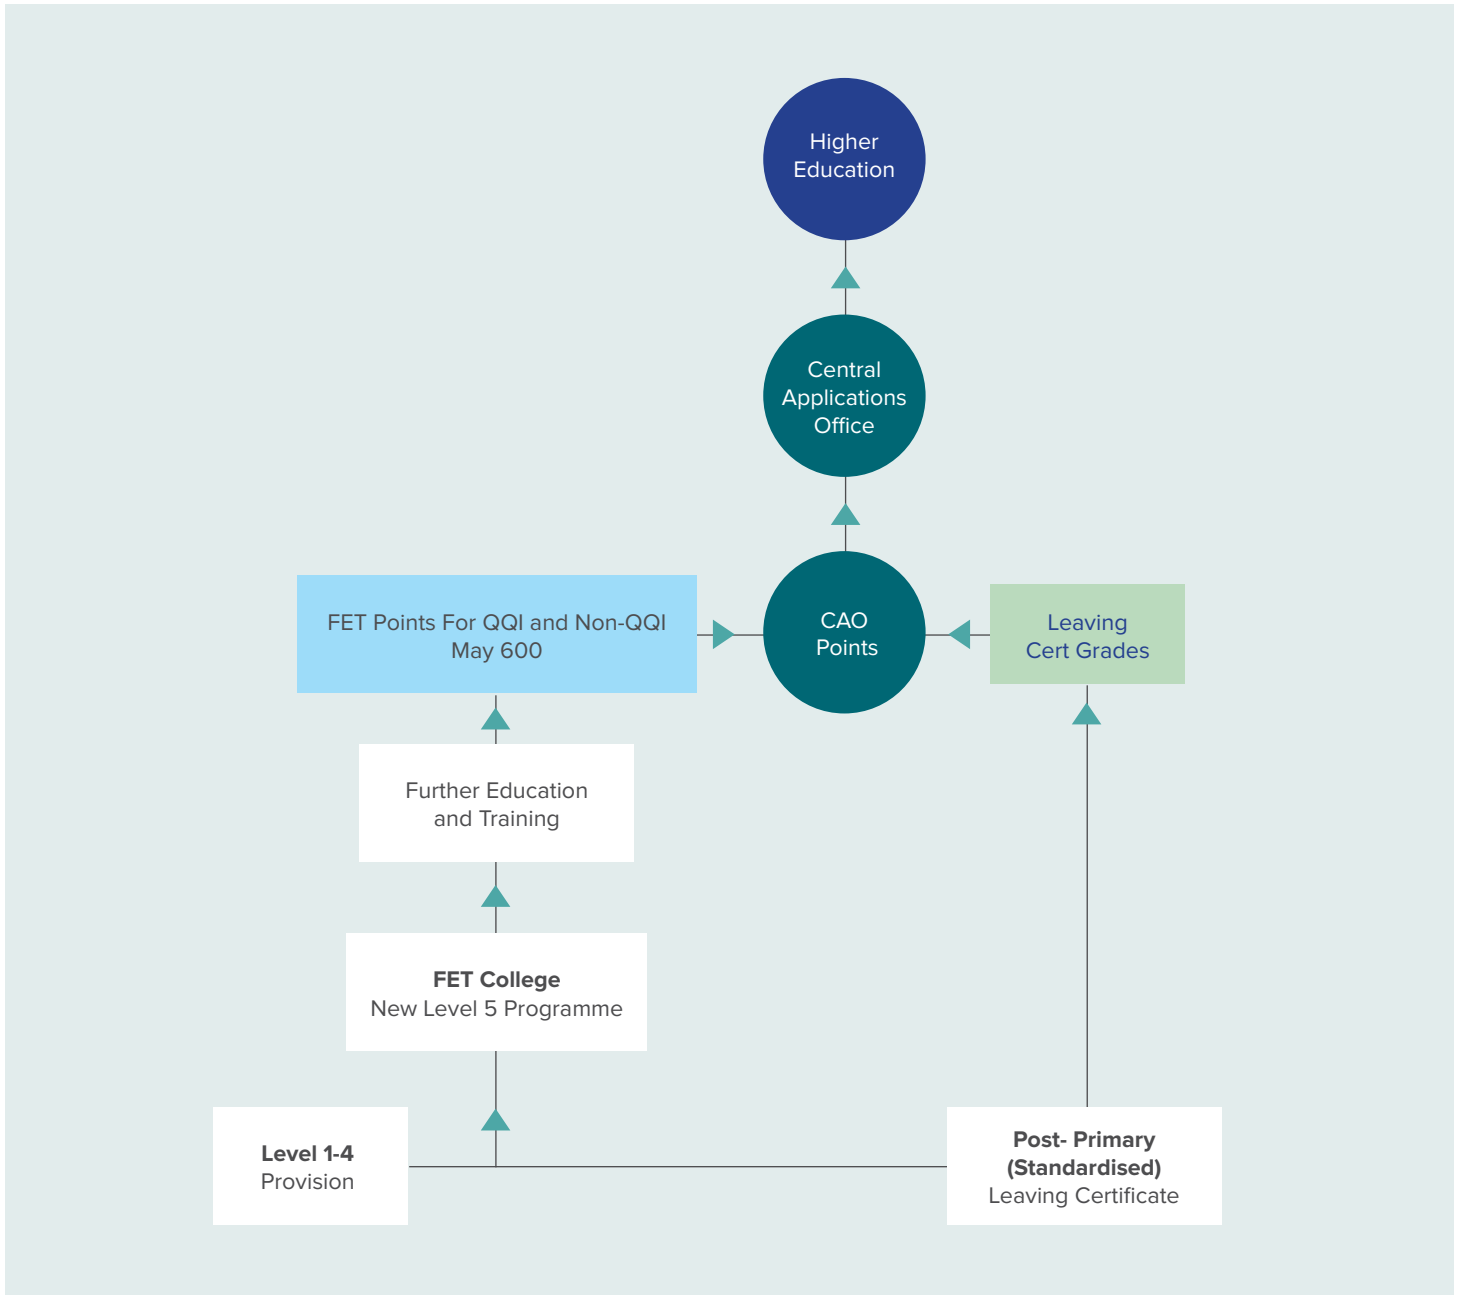 Higher
Education
Central
Applications
Office
FET Points For QQI and Non-QQI
May 600
CAO
Points
Leaving
Cert Grades
Further Education
and Training
FET College
New Level 5 Programme
Level 1-4
Provision
Post- Primary
(Standardised)
Leaving Certificate